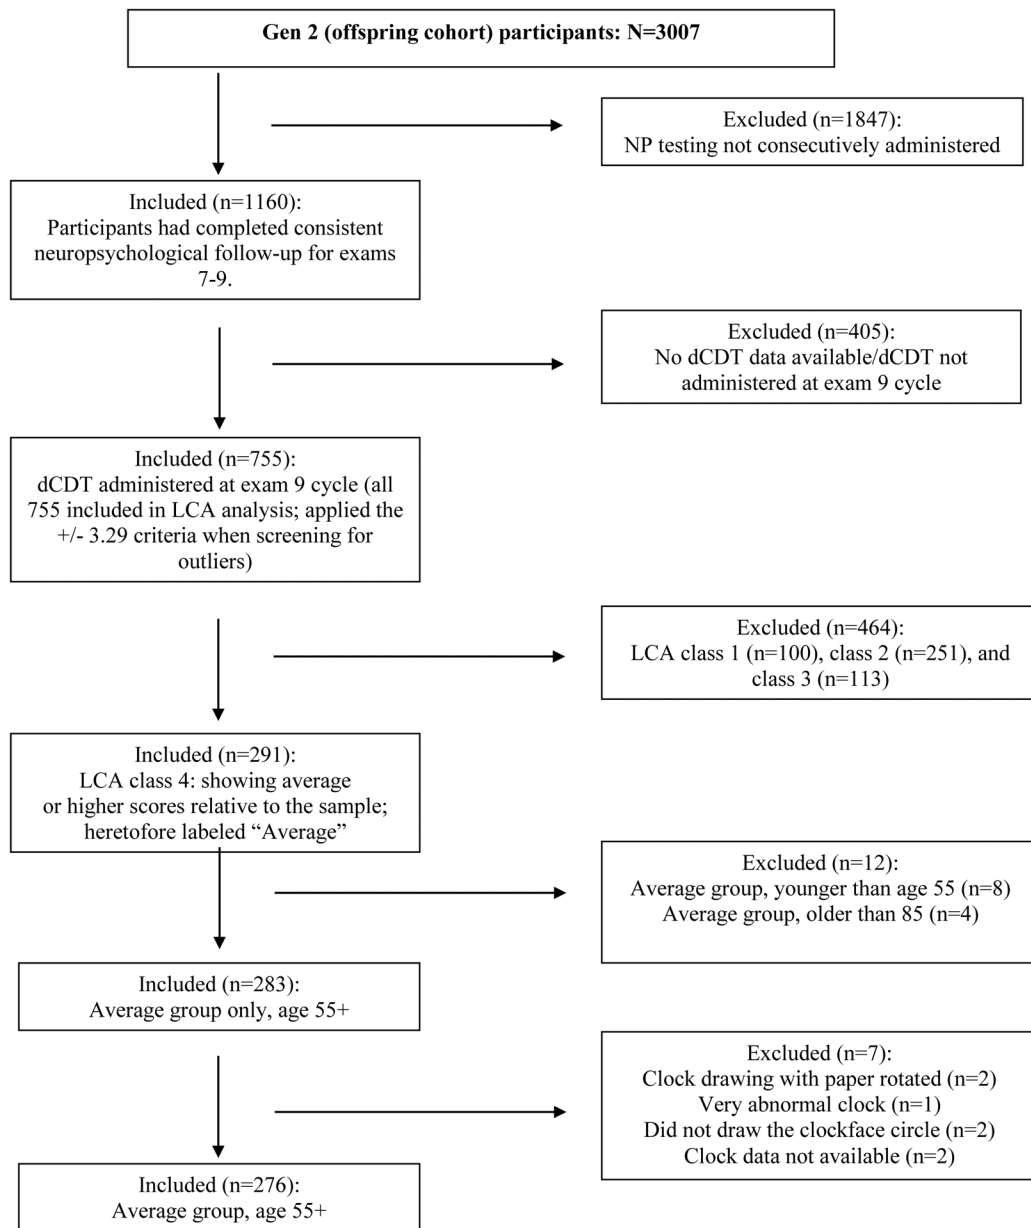 Gen 2 (offspring cohort) participants: N=3007
Excluded (n=1847):
NP testing not consecutively administered
Included (n=1160):
Participants had completed consistent
neuropsychological follow-up for exams
7-9.
Excluded (n=405):
No dCDT data available/dCDT not
administered at exam 9 cycle
Included (n=755):
dCDT administered at exam 9 cycle (all
755 included in LCA analysis; applied the
+/- 3.29 criteria when screening for
outliers)
Excluded (n=464):
LCA class 1 (n=100), class 2 (n=251), and
class 3 (n=113)
Included (n=291):
LCA class 4: showing average
or higher scores relative to the sample;
heretofore labeled “Average”
Excluded (n=12):
Average group, younger than age 55 (n=8)
Average group, older than 85 (n=4)
Included (n=283):
Average group only, age 55+
Excluded (n=7):
Clock drawing with paper rotated (n=2)
Very abnormal clock (n=1)
Did not draw the clockface circle (n=2)
Clock data not available (n=2)
Included (n=276):
Average group, age 55+